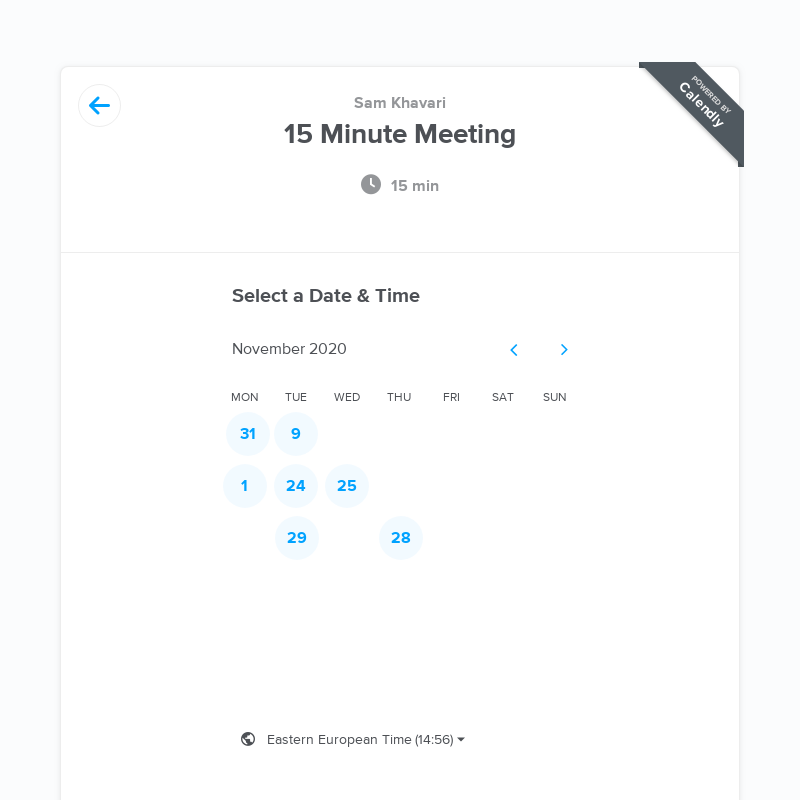 Sam Khavari
15 Minute Meeting
15 min
POWERED BY
Calendly
Select a Date & Time
November 2020
MON TUE WED THU FRI SAT SUN
31 9
1 24 25
29 28
Eastern European Time (14:56)